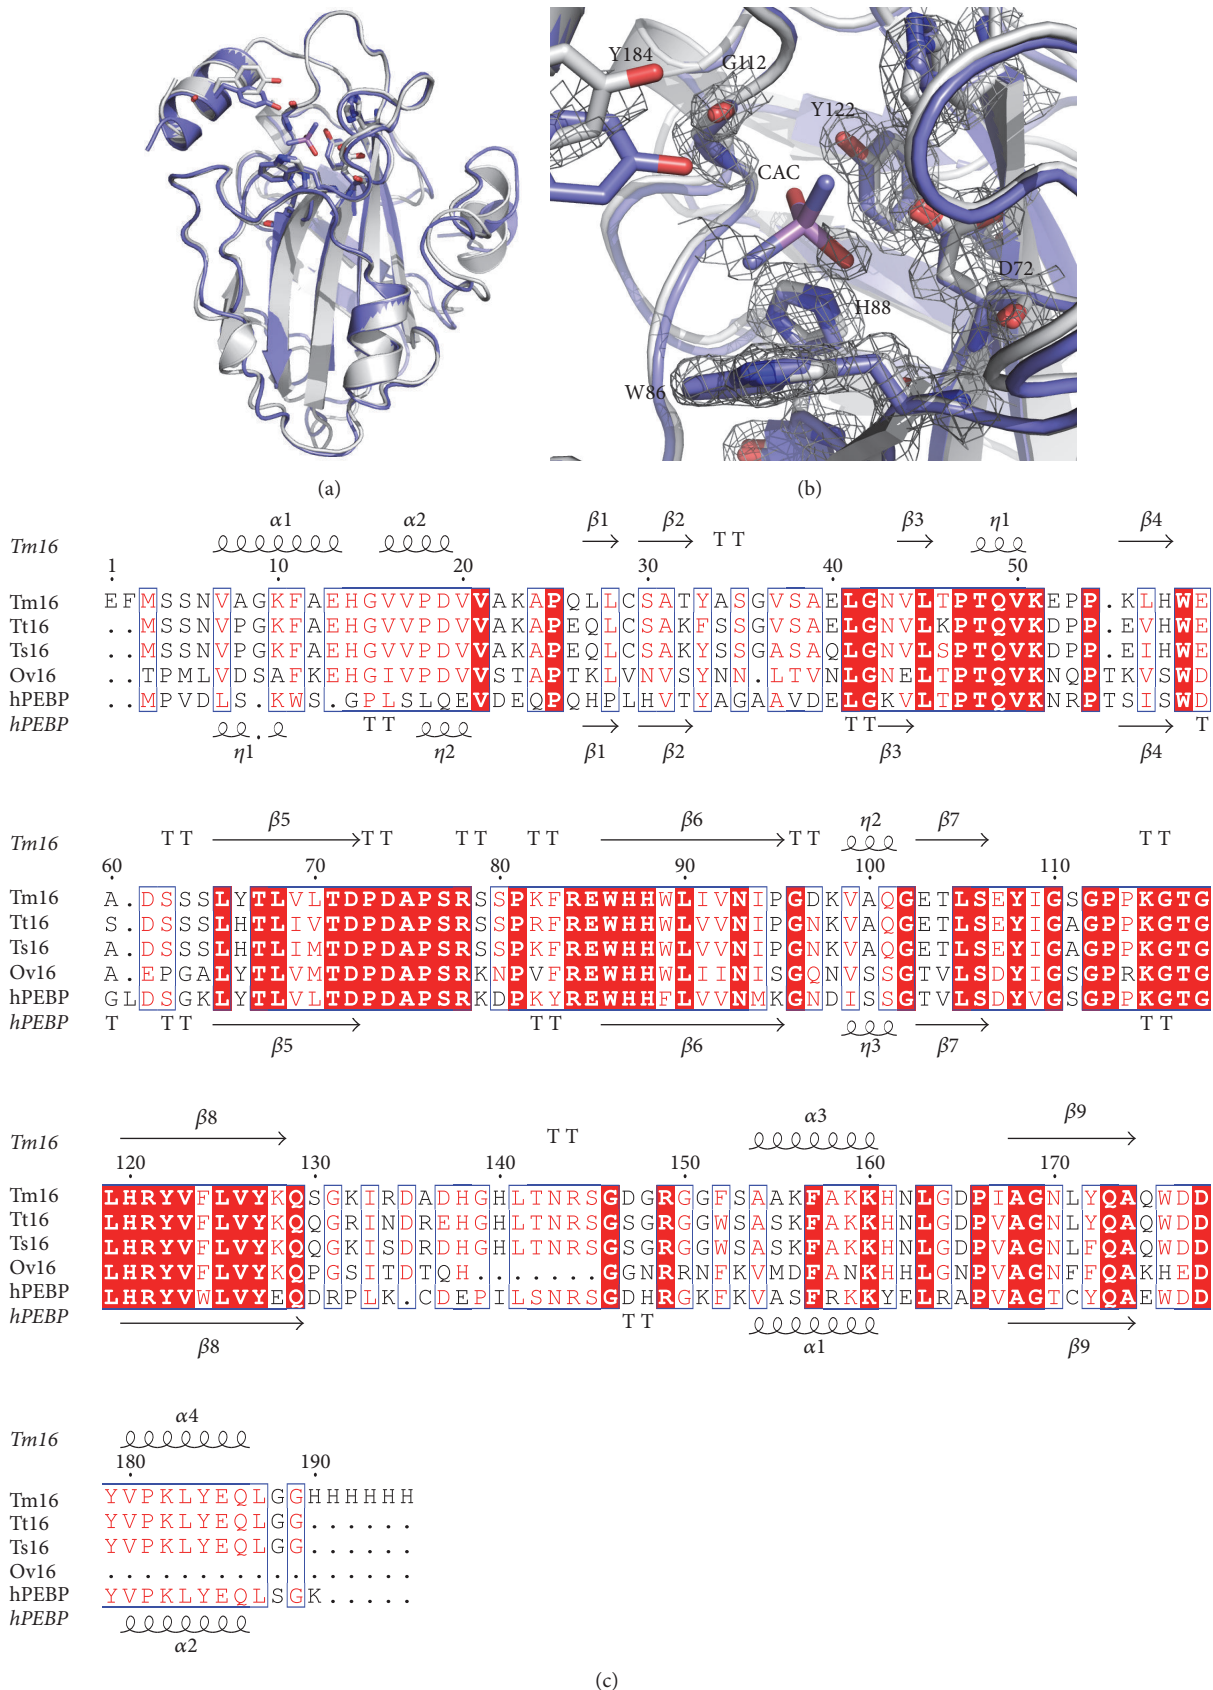 (a)
(b)
Y184
G112
Y122
CAC
D72
H88
W86
Tm16 α1 α2 β1 β2 TT β3 η1 β4
1 10 20 30 40 50
Tm16 EFMSSNVAGKFAEHGVVPDVVAKAPQLLCSATYASGVSAELGNVLTPTQVKEPP.KLHWE
Tt16 ..MSSNVPGKFAEHGVVPDVVAKAPEQLCSAKFSSGVSAELGNVLKPTQVKDPP.EVHWE
Ts16 ..MSSNVPGKFAEHGVVPDVVAKAPEQLCSAKYSSGASAQLGNVLSPTQVKDPP.EIHWE
Ov16 ..TPMLVDSAFKEHGIVPDVVSTAPTKLVNVSYNN.LTVNLGNELTPTQVKNQPTKVSWD
hPEBP ..MPVDLS.KWS.GPLSLQEVDEQPQHPLHVTYAGAAVDELGKVLTPTQVKNRPTSISWD
hPEBP η1 TT η2 β1 β2 TT β3 β4 T
Tm16 TT β5 TT TT TT β6 TT η2 β7 TT
60 70 80 90 100 110
Tm16 A.DSSSLYTLVLTDPDAPSRSSPKFREWHHWLIVNIPGDKVAQGETLSEYIGSGPPKGTG
Tt16 S.DSSSLHTLIVTDPDAPSRSSPRFREWHHWLVVNIPGNKVAQGETLSEYIGAGPPKGTG
Ts16 A.DSSSLHTLIMTDPDAPSRSSPKFREWHHWLVVNIPGNKVAQGETLSEYIGAGPPKGTG
Ov16 A.EPGALYTLVMTDPDAPSRKNPVFREWHHWLIINISGQNVSSGTVLSDYIGSGPRKGTG
hPEBP GLDSGKLYTLVLTDPDAPSRKDPKYREWHHFLVVNMKGNDISSGTVLSDYVGSGPPKGTG
hPEBP T TT β5 TT β6 η3 β7 TT
Tm16 β8 TT α3 β9
120 130 140 150 160 170
Tm16 LHRYVFLVYKQSGKIRDADHGHLTNRSGDGRGGFSAAKFAKKHNLGDPIAGNLYQAQWDD
Tt16 LHRYVFLVYKQQGRINDREHGHLTNRSGSGRGGWSASKFAKKHNLGDPVAGNLYQAQWDD
Ts16 LHRYVFLVYKQQGKISDRDHGHLTNRSGSGRGGWSASKFAKKHNLGDPVAGNLFQAQWDD
Ov16 LHRYVFLVYKQPGSITDTQH.......GGNRRNFKVMDFANKHHLGNPVAGNFFQAKHED
hPEBP LHRYVWLVYEQDRPLK.CDEPILSNRSGDHRGKFKVASFRKKYELRAPVAGTCYQAEWDD
hPEBP β8 TT α1 β9
Tm16 α4
180 190
Tm16 YVPKLYEQLGGHHHHHH
Tt16 YVPKLYEQLGG......
Ts16 YVPKLYEQLGG......
Ov16 .................
hPEBP YVPKLYEQLSGK.....
hPEBP α2
(c)